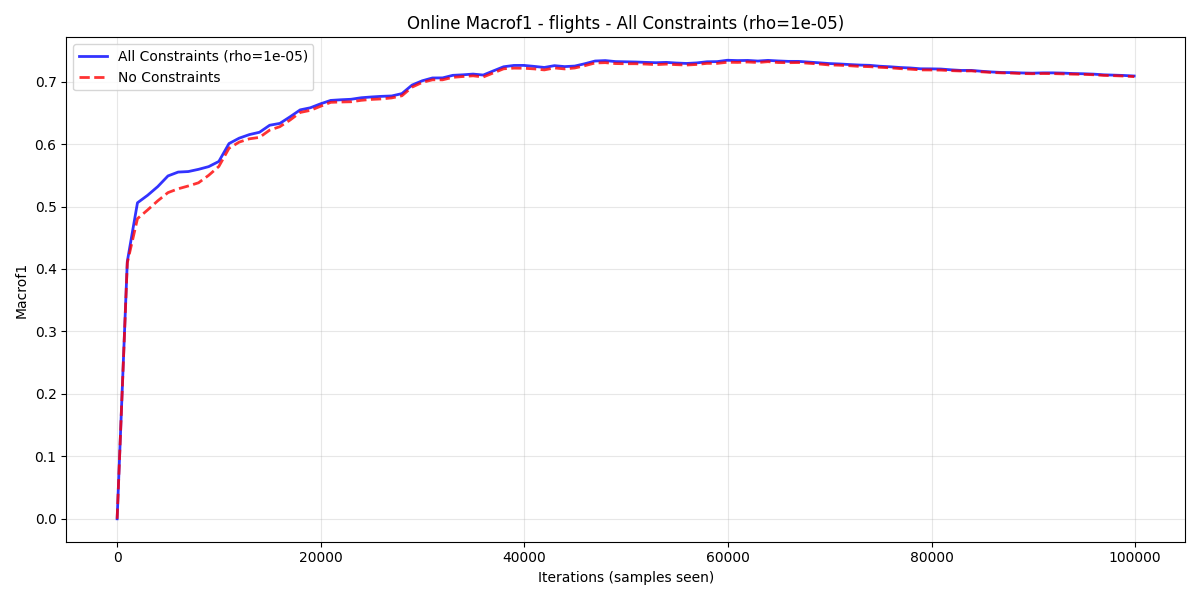 Online Macrof1 - flights - All Constraints (rho=1e-05)
All Constraints (rho=1e-05)
No Constraints
Macrof1
0.7
0.6
0.5
0.4
0.3
0.2
0.1
0.0
0 20000 40000 60000 80000 100000
Iterations (samples seen)